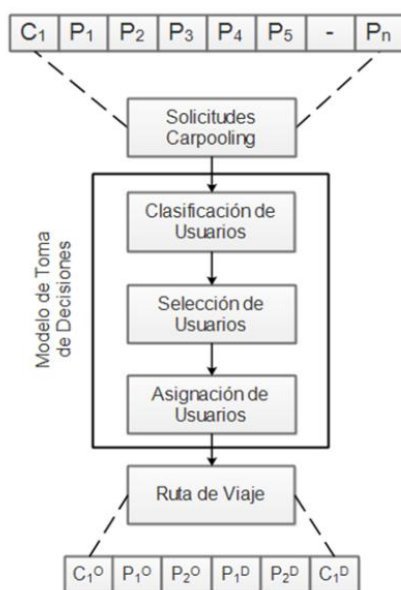 C₁ P₁ P₂ P₃ P₄ P₅ - Pₙ
Solicitudes
Carpooling
Modelo de Toma
de Decisiones
Clasificación de
Usuarios
Selección de
Usuarios
Asignación de
Usuarios
Ruta de Viaje
C₁ᴼ P₁ᴼ P₂ᴼ P₁ᴰ P₂ᴰ C₁ᴰ